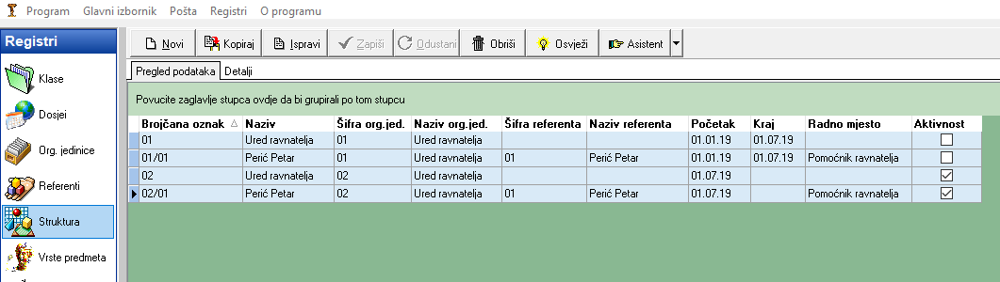 Program Glavni izbornik Pošta Registri O programu
Registri
Novi Kopiraj Ispravi Zapiši Odustani Obriši Osvježi Asistent
Klase
Dosjei
Org. jedinice
Referenti
Struktura
Vrste predmeta
Pregled podataka Detalji
Povucite zaglavlje stupca ovdje da bi grupirali po tom stupcu
Brojčana oznak Naziv Šifra org.jed. Naziv org.jed. Šifra referenta Naziv referenta Početak Kraj Radno mjesto Aktivnost
01 Ured ravnatelja 01 Ured ravnatelja 01.01.19 01.07.19
01/01 Perić Petar 01 Ured ravnatelja 01 Perić Petar 01.01.19 01.07.19 Pomoćnik ravnatelja
02 Ured ravnatelja 02 Ured ravnatelja 01.07.19
02/01 Perić Petar 02 Ured ravnatelja 01 Perić Petar 01.07.19 Pomoćnik ravnatelja